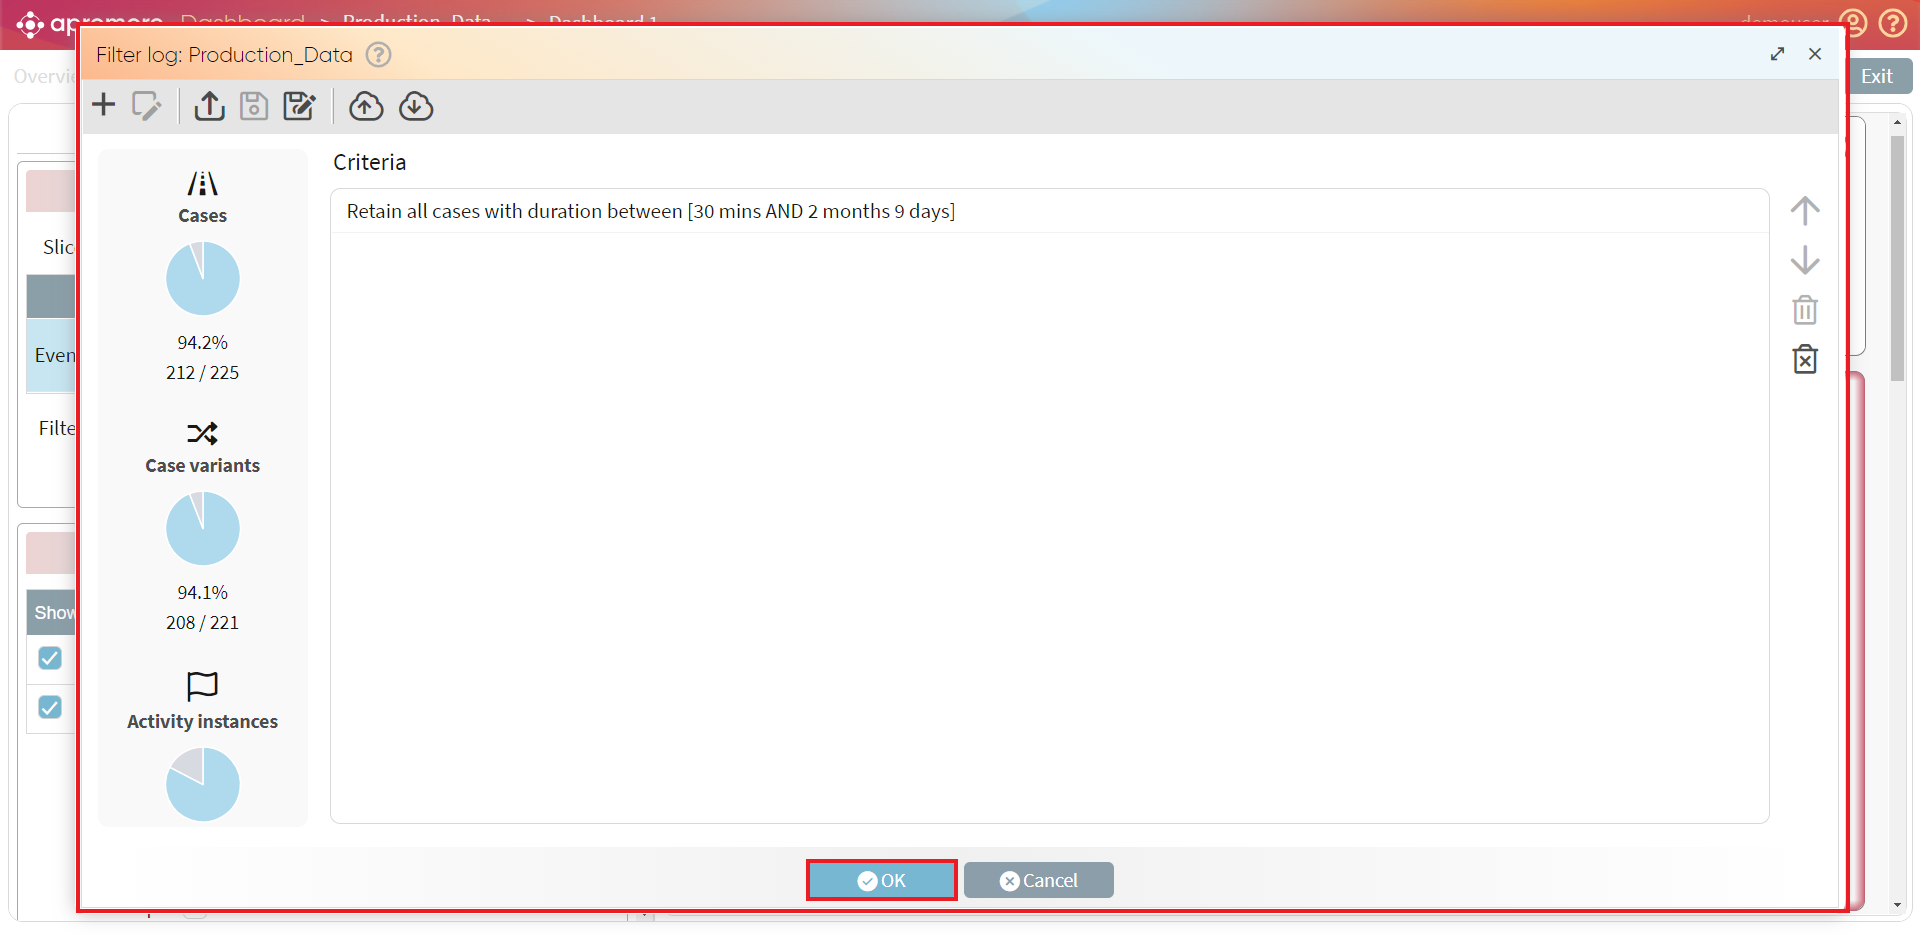 apromore Dashboard > Production_Data > Dashboard 1
demouser
Filter log: Production_Data ?
?
Overvi
Exit
Cases
94.2%
212 / 225
Case variants
94.1%
208 / 221
Activity instances
Criteria
Retain all cases with duration between [30 mins AND 2 months 9 days]
Slic
Even
Filte
Show
OK
Cancel